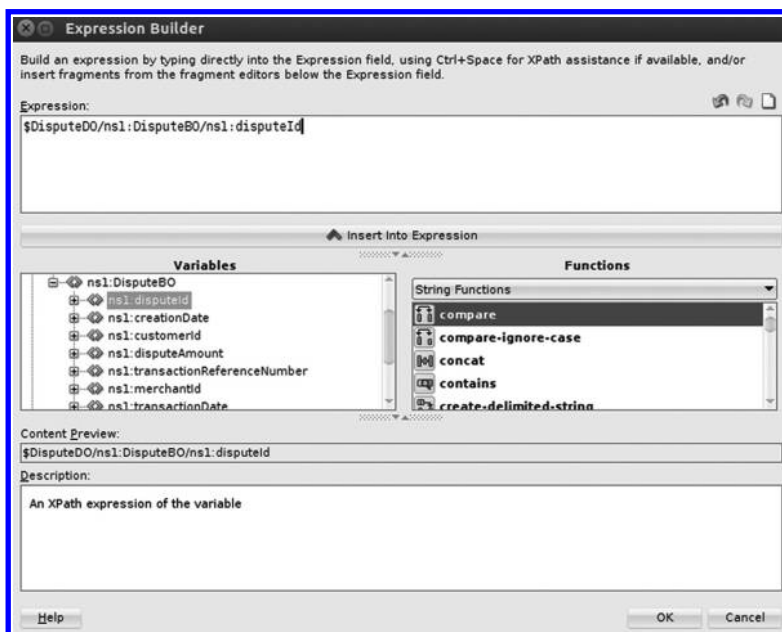 Expression Builder
Build an expression by typing directly into the Expression field, using Ctrl+Space for XPath assistance if available, and/or
insert fragments from the fragment editors below the Expression field.
Expression:
$DisputeDO/ns1:DisputeBO/ns1:disputeId
Insert Into Expression
Variables
ns1:DisputeBO
ns1:disputeId
ns1:creationDate
ns1:customerId
ns1:disputeAmount
ns1:transactionReferenceNumber
ns1:merchantId
ns1:transactionDate
Functions
String Functions
compare
compare-ignore-case
concat
contains
create-delimited-string
Content Preview:
$DisputeDO/ns1:DisputeBO/ns1:disputeId
Description:
An XPath expression of the variable
Help
OK
Cancel